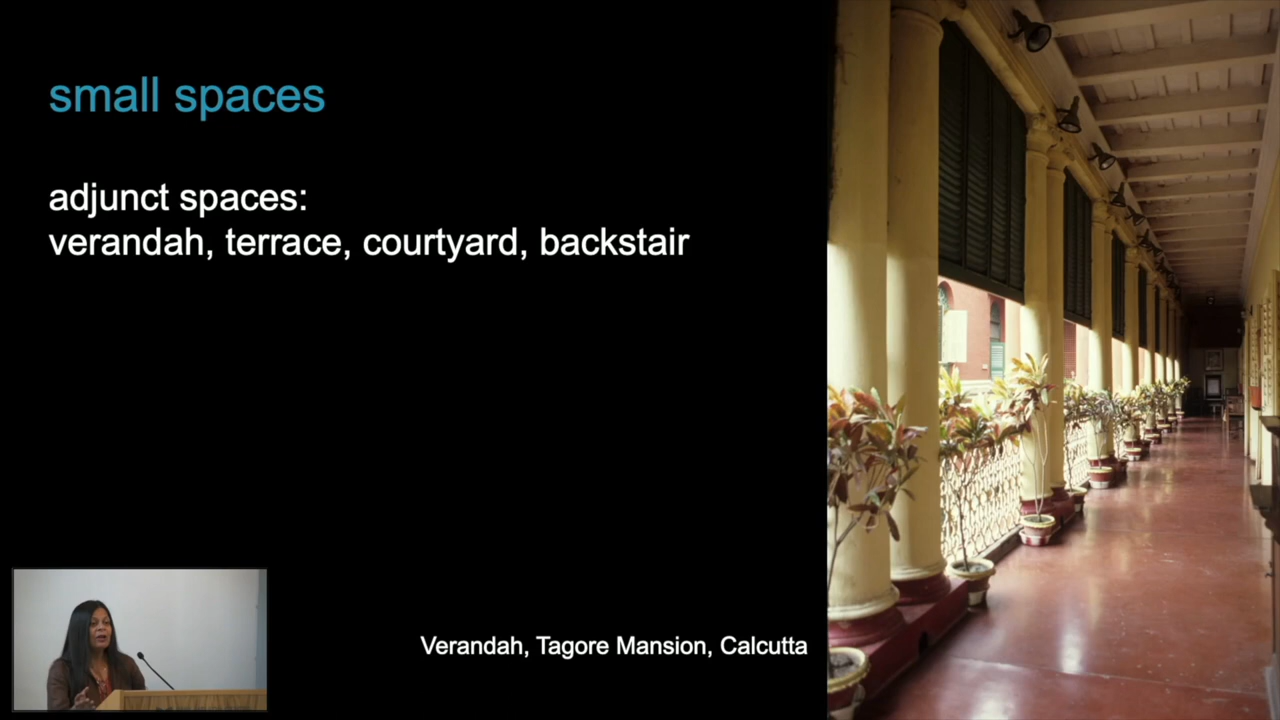 small spaces
adjunct spaces:
verandah, terrace, courtyard, backstair
Verandah, Tagore Mansion, Calcutta